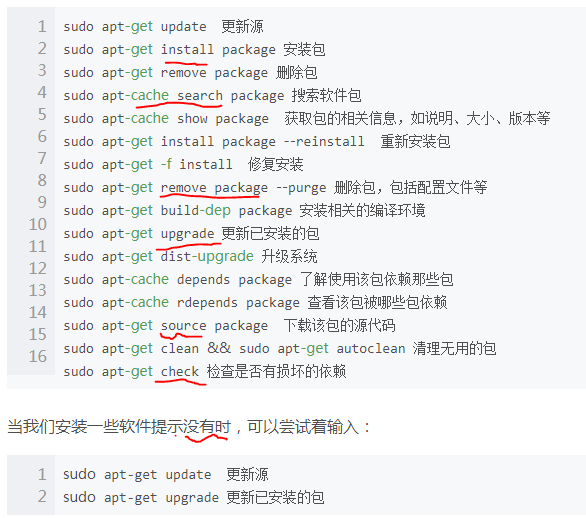 1 sudo apt-get update 更新源
2 sudo apt-get install package 安装包
3 sudo apt-get remove package 删除包
4 sudo apt-cache search package 搜索软件包
5 sudo apt-cache show package 获取包的相关信息，如说明、大小、版本等
6 sudo apt-get install package --reinstall 重新安装包
7 sudo apt-get -f install 修复安装
8 sudo apt-get remove package --purge 删除包，包括配置文件等
9 sudo apt-get build-dep package 安装相关的编译环境
10 sudo apt-get upgrade 更新已安装的包
11 sudo apt-get dist-upgrade 升级系统
12 sudo apt-cache depends package 了解使用该包依赖那些包
13 sudo apt-cache rdepends package 查看该包被哪些包依赖
14 sudo apt-get source package 下载该包的源代码
15 sudo apt-get clean && sudo apt-get autoclean 清理无用的包
16 sudo apt-get check 检查是否有损坏的依赖
当我们安装一些软件提示没有时，可以尝试着输入：
1 sudo apt-get update 更新源
2 sudo apt-get upgrade 更新已安装的包